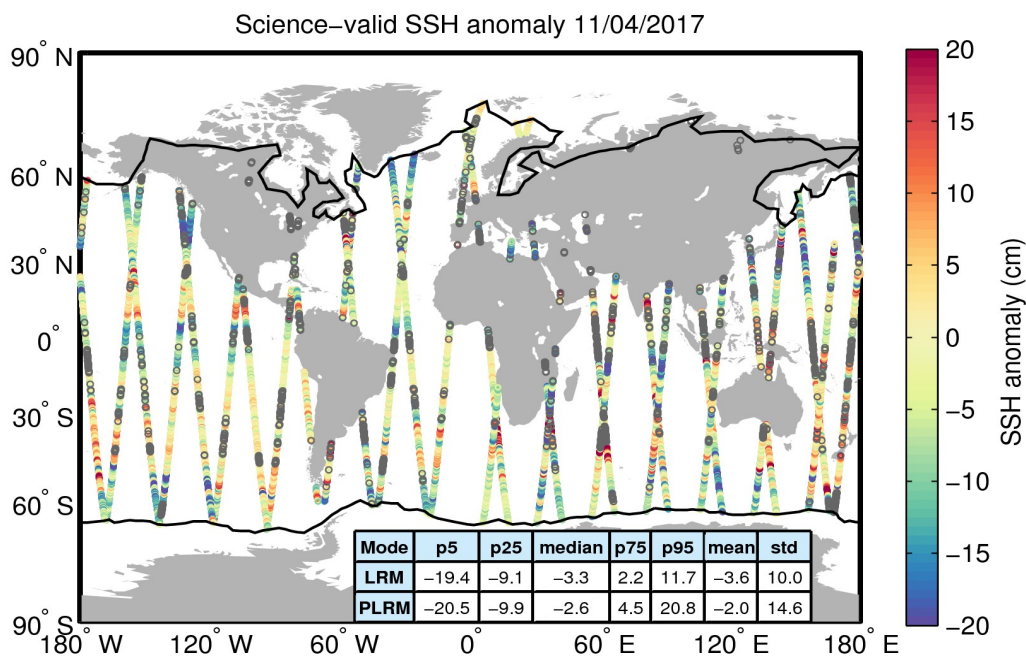 Science−valid SSH anomaly 11/04/2017
90° N
60° N
30° N
0°
30° S
60° S
90° S
180° W
120° W
60° W
0°
60° E
120° E
180° E
Mode p5 p25 median p75 p95 mean std
LRM −19.4 −9.1 −3.3 2.2 11.7 −3.6 10.0
PLRM −20.5 −9.9 −2.6 4.5 20.8 −2.0 14.6
20
15
10
5
0
−5
−10
−15
−20
SSH anomaly (cm)